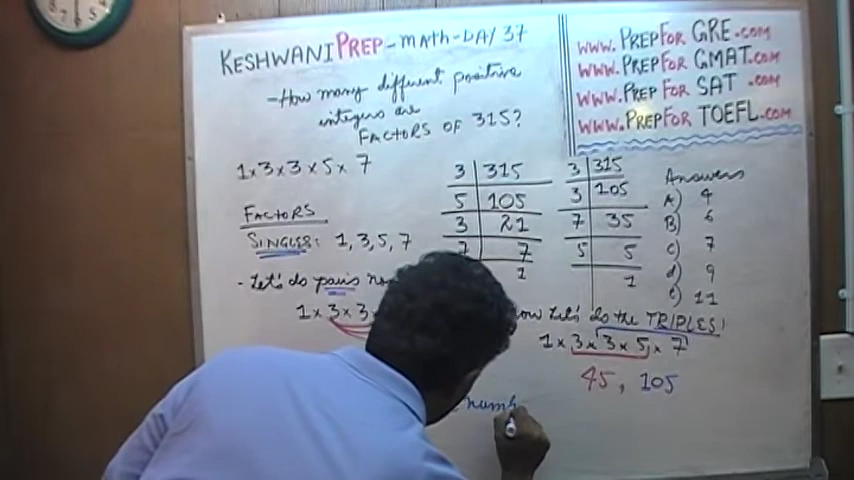 KESHWANI PREP - MATH - DAY 37
- How many different positive
integers are
FACTORS OF 315?
www.PREPFOR GRE.com
www.PREPFOR GMAT.com
www.PREP FOR SAT.com
www.PREPFOR TOEFL.com
1 x 3 x 3 x 5 x 7
FACTORS
SINGLES: 1, 3, 5, 7
- Let's do pairs
1 x 3 x 3
3 315
5 105
3 21
7 7
1
3 315
3 105
7 35
5 5
1
Answers
A) 4
B) 6
C) 7
d) 9
e) 11
now Let's do the TRIPLES!
1 x 3 x 3 x 5 x 7
45, 105
numb